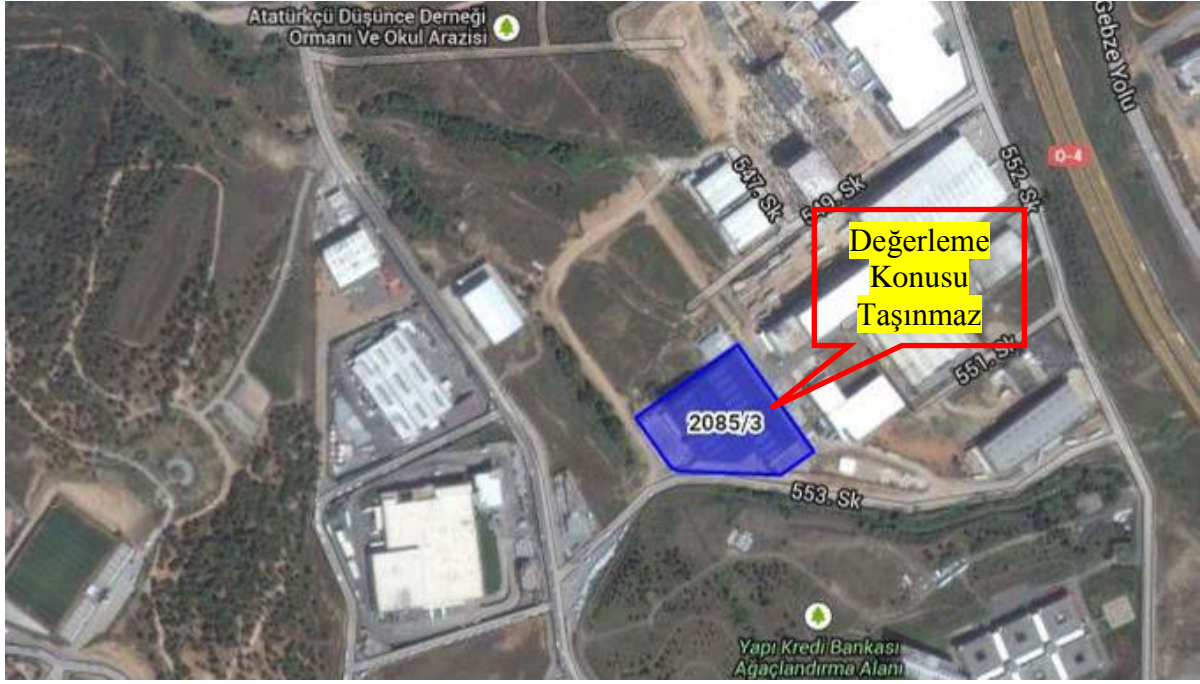 Atatürkçü Düşünce Derneği
Ormanı Ve Okul Arazisi
Gebze Yolu
O-4
552. Sk
547. Sk
549. Sk
Değerleme
Konusu
Taşınmaz
551. Sk
2085/3
553. Sk
Yapı Kredi Bankası
Ağaçlandırma Alanı